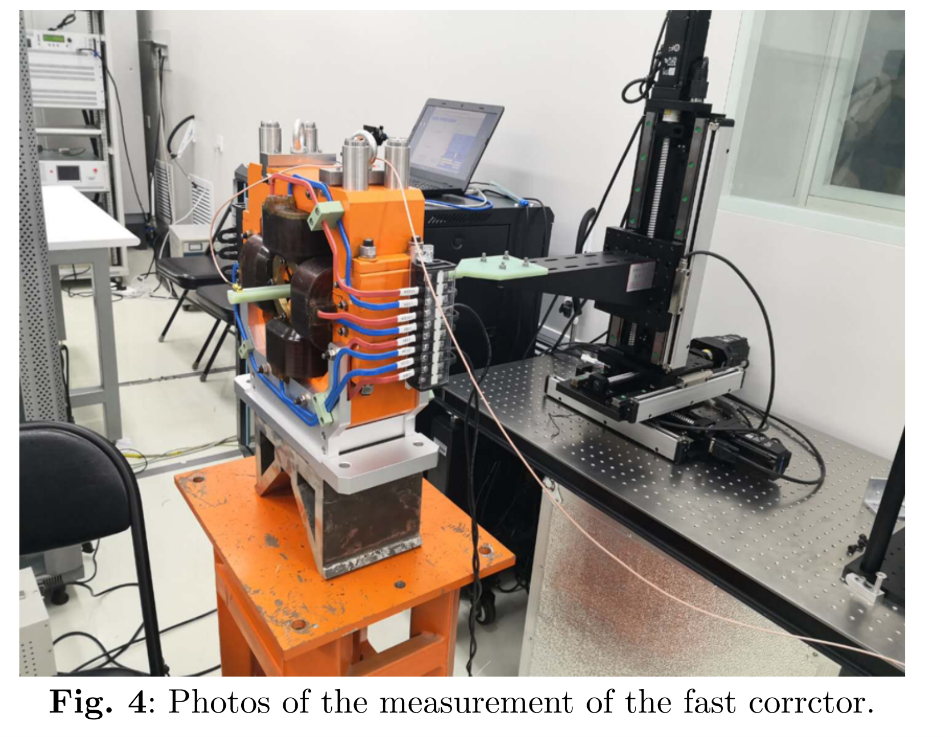 Fig. 4: Photos of the measurement of the fast corrctor.